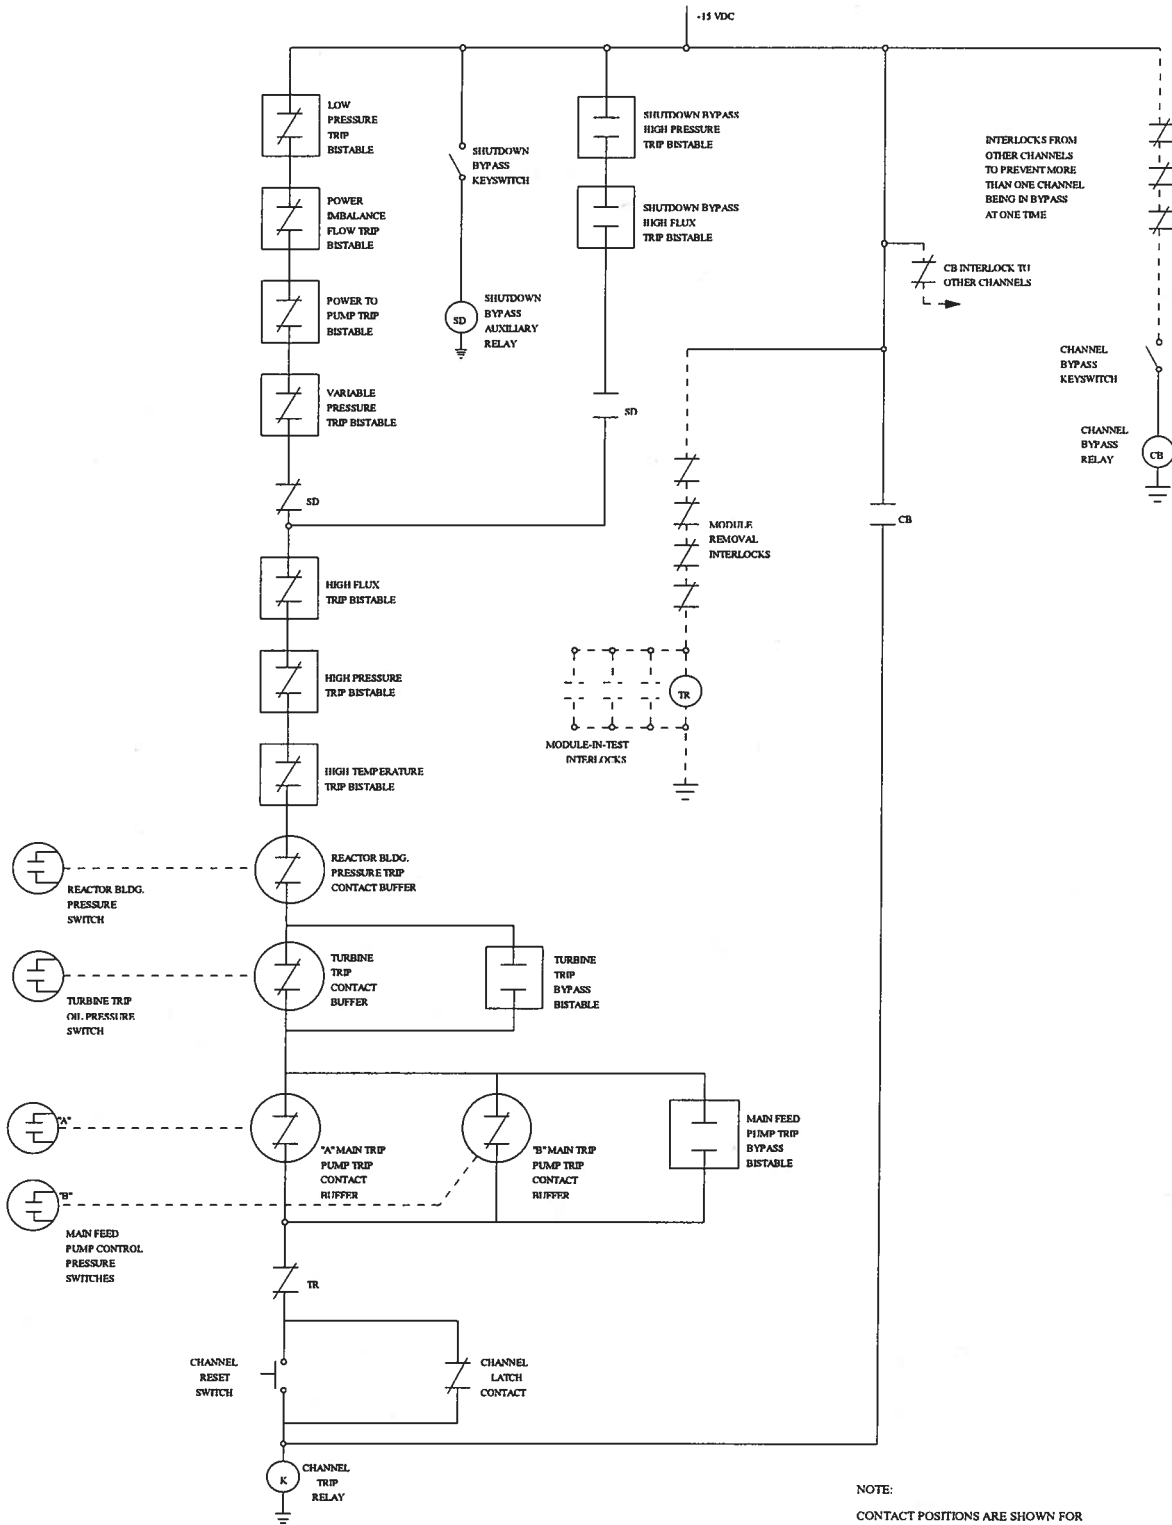 -15 VDC
LOW
PRESSURE
TRIP
BISTABLE
SHUTDOWN
BYPASS
KEYSWITCH
SHUTDOWN BYPASS
HIGH PRESSURE
TRIP BISTABLE
INTERLOCKS FROM
OTHER CHANNELS
TO PREVENT MORE
THAN ONE CHANNEL
BEING IN BYPASS
AT ONE TIME
POWER
IMBALANCE
FLOW TRIP
BISTABLE
SHUTDOWN BYPASS
HIGH FLUX
TRIP BISTABLE
CB INTERLOCK TO
OTHER CHANNELS
POWER TO
PUMP TRIP
BISTABLE
SD
SHUTDOWN
BYPASS
AUXILIARY
RELAY
CHANNEL
BYPASS
KEYSWITCH
VARIABLE
PRESSURE
TRIP BISTABLE
SD
CHANNEL
BYPASS
RELAY
CB
SD
CB
MODULE
REMOVAL
INTERLOCKS
HIGH FLUX
TRIP BISTABLE
HIGH PRESSURE
TRIP BISTABLE
TR
MODULE-IN-TEST
INTERLOCKS
HIGH TEMPERATURE
TRIP BISTABLE
REACTOR BLDG.
PRESSURE
SWITCH
REACTOR BLDG.
PRESSURE TRIP
CONTACT BUFFER
TURBINE TRIP
OIL PRESSURE
SWITCH
TURBINE
TRIP
CONTACT
BUFFER
TURBINE
TRIP
BYPASS
BISTABLE
"A"
"A" MAIN TRIP
PUMP TRIP
CONTACT
BUFFER
"B" MAIN TRIP
PUMP TRIP
CONTACT
BUFFER
MAIN FEED
PUMP TRIP
BYPASS
BISTABLE
"B"
MAIN FEED
PUMP CONTROL
PRESSURE
SWITCHES
TR
CHANNEL
RESET
SWITCH
CHANNEL
LATCH
CONTACT
K
CHANNEL
TRIP
RELAY
NOTE:
CONTACT POSITIONS ARE SHOWN FOR